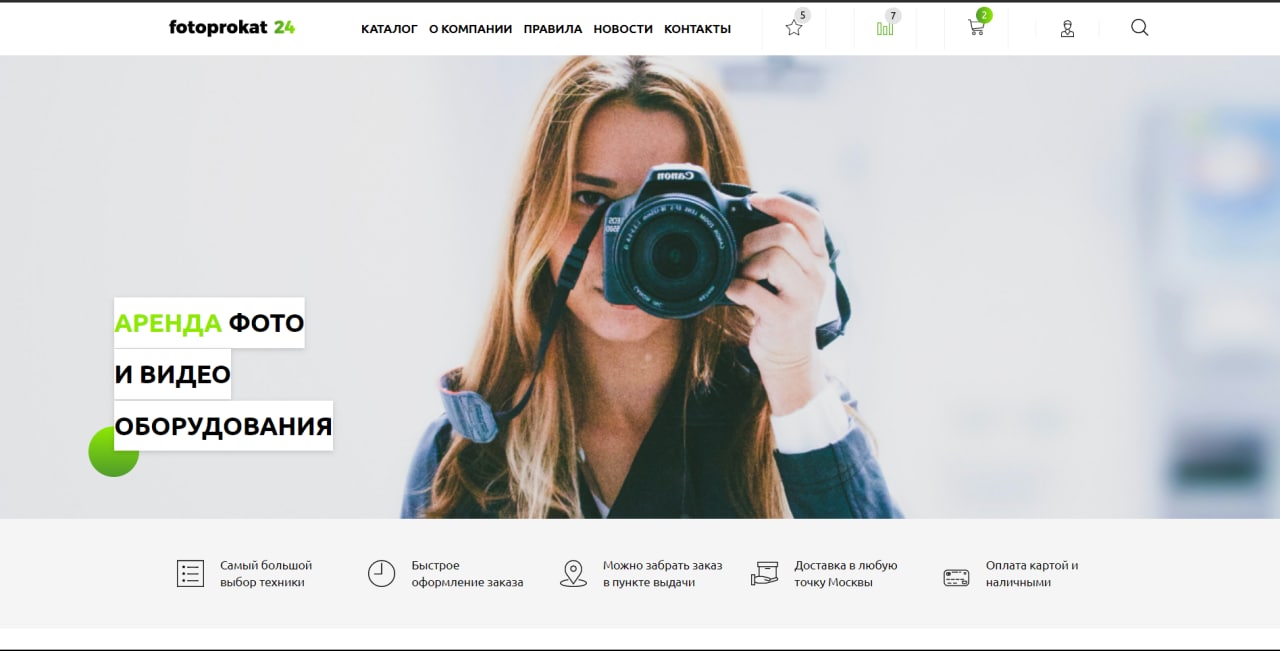 fotoprokat 24
КАТАЛОГ О КОМПАНИИ ПРАВИЛА НОВОСТИ КОНТАКТЫ
5 7 2
Canon
АРЕНДА ФОТО
И ВИДЕО
ОБОРУДОВАНИЯ
Самый большой
выбор техники
Быстрое
оформление заказа
Можно забрать заказ
в пункте выдачи
Доставка в любую
точку Москвы
Оплата картой и
наличными